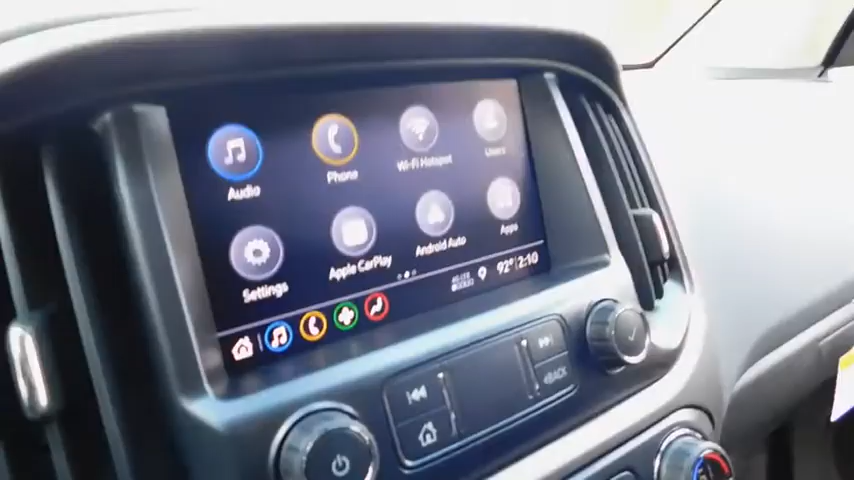 Audio
Phone
Wi-Fi Hotspot
Users
Settings
Apple CarPlay
Android Auto
Apps
92° 2:10
BACK